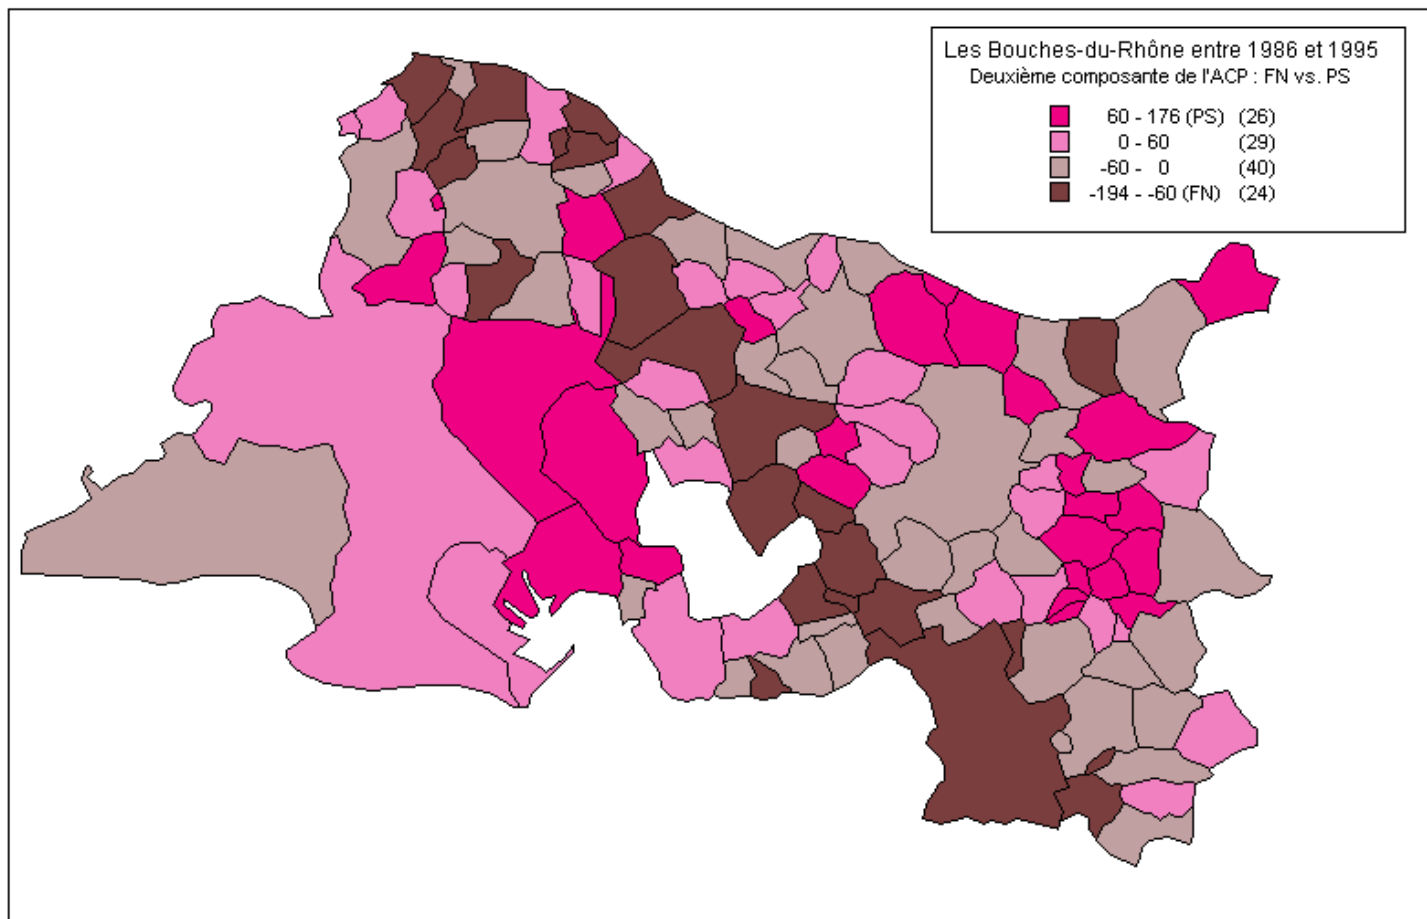 Les Bouches-du-Rhône entre 1986 et 1995
Deuxième composante de l'ACP : FN vs. PS
60 - 176 (PS) (26)
0 - 60 (29)
-60 - 0 (40)
-194 - -60 (FN) (24)